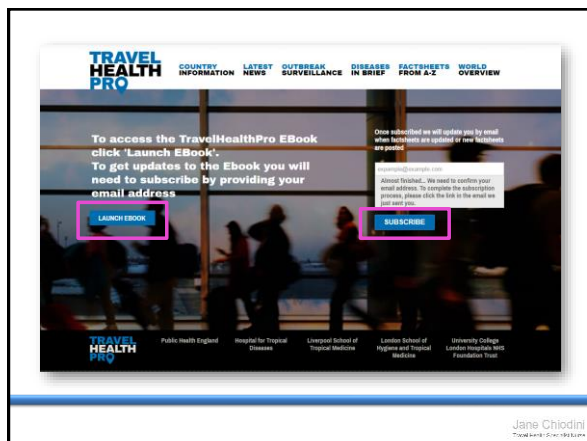 TRAVEL
HEALTH
PRO
COUNTRY
INFORMATION
LATEST
NEWS
OUTBREAK
SURVEILLANCE
DISEASES
IN BRIEF
FACTSHEETS
FROM A-Z
WORLD
OVERVIEW
To access the TravelHealthPro EBook
click 'Launch EBook'.
To get updates to the Ebook you will
need to subscribe by providing your
email address
LAUNCH EBOOK
Once subscribed we will update you by email
when factsheets are updated or new factsheets
are posted
example@example.com
Almost finished... We need to confirm your
email address. To complete the subscription
process, please click the link in the email we
just sent you.
SUBSCRIBE
TRAVEL
HEALTH
PRO
Public Health England
Hospital for Tropical
Diseases
Liverpool School of
Tropical Medicine
London School of
Hygiene and Tropical
Medicine
University College
London Hospitals NHS
Foundation Trust
Jane Chiodini
Travel Health Specialist Nurse